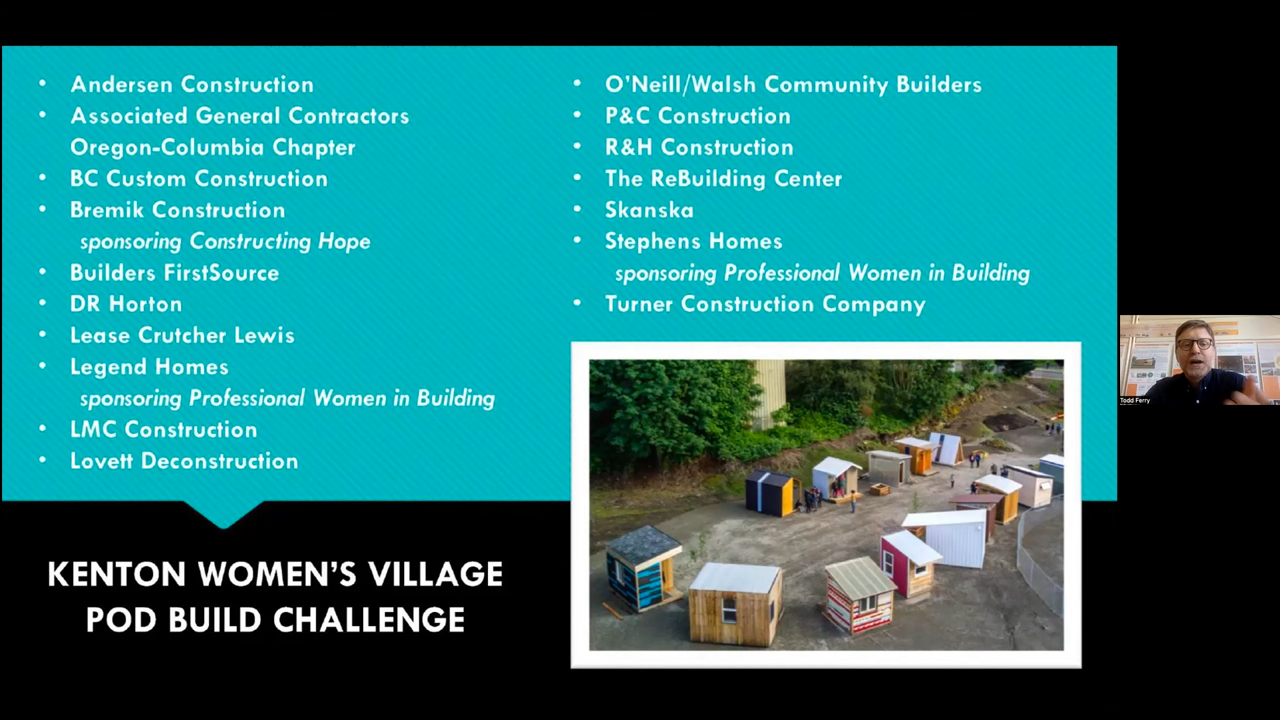 • Andersen Construction
• Associated General Contractors
Oregon-Columbia Chapter
• BC Custom Construction
• Bremik Construction
sponsoring Constructing Hope
• Builders FirstSource
• DR Horton
• Lease Crutcher Lewis
• Legend Homes
sponsoring Professional Women in Building
• LMC Construction
• Lovett Deconstruction
• O'Neill/Walsh Community Builders
• P&C Construction
• R&H Construction
• The ReBuilding Center
• Skanska
• Stephens Homes
sponsoring Professional Women in Building
• Turner Construction Company
KENTON WOMEN'S VILLAGE
POD BUILD CHALLENGE
Todd Ferry